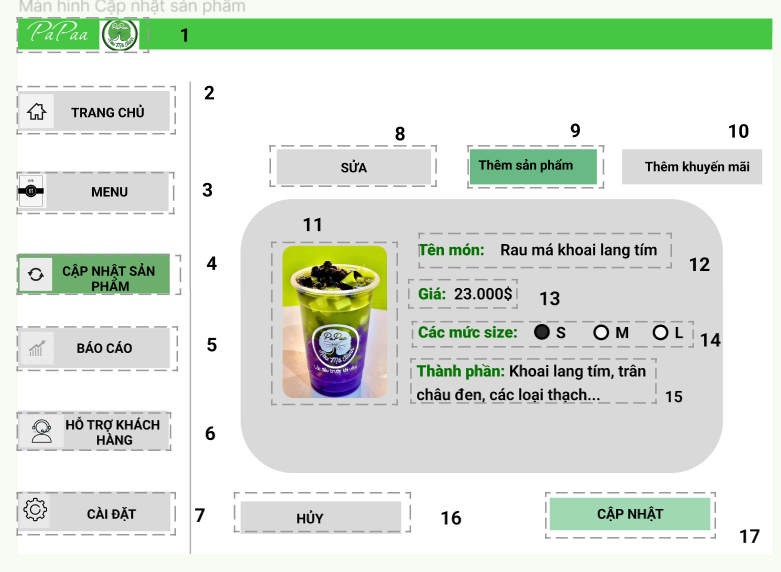 Màn hình Cập nhật sản phẩm
PaPaa
1
2
TRANG CHỦ
8
9
10
SỬA
Thêm sản phẩm
Thêm khuyến mãi
MENU
3
11
Tên món: Rau má khoai lang tím
12
4
CẬP NHẬT SẢN
PHẨM
Giá: 23.000$
13
Các mức size: S M L
14
PaPaa
5
BÁO CÁO
Thành phần: Khoai lang tím, trân
châu đen, các loại thạch...
15
HỖ TRỢ KHÁCH
HÀNG
6
CÀI ĐẶT
7
HỦY
16
CẬP NHẬT
17